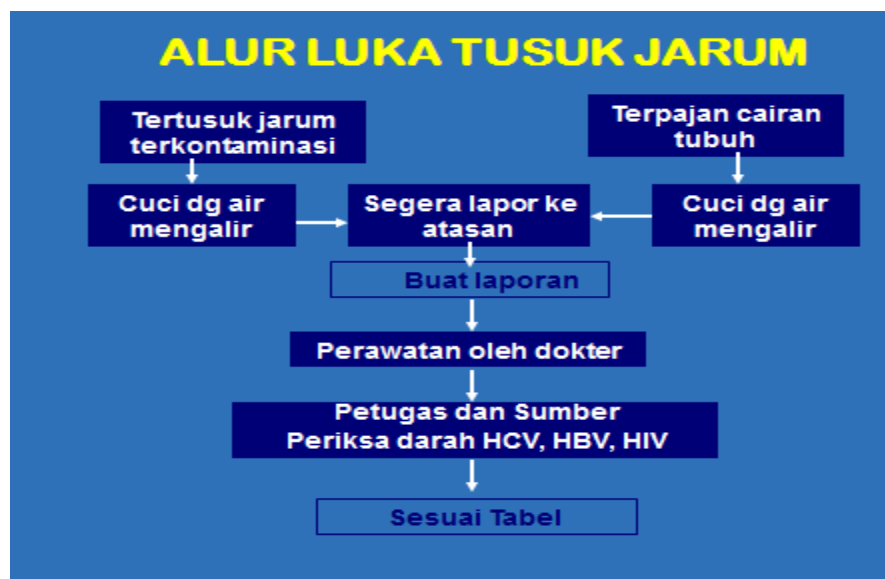 ALUR LUKA TUSUK JARUM
Tertusuk jarum
terkontaminasi
Terpajan cairan
tubuh
Cuci dg air
mengalir
Segera lapor ke
atasan
Cuci dg air
mengalir
Buat laporan
Perawatan oleh dokter
Petugas dan Sumber
Periksa darah HCV, HBV, HIV
Sesuai Tabel